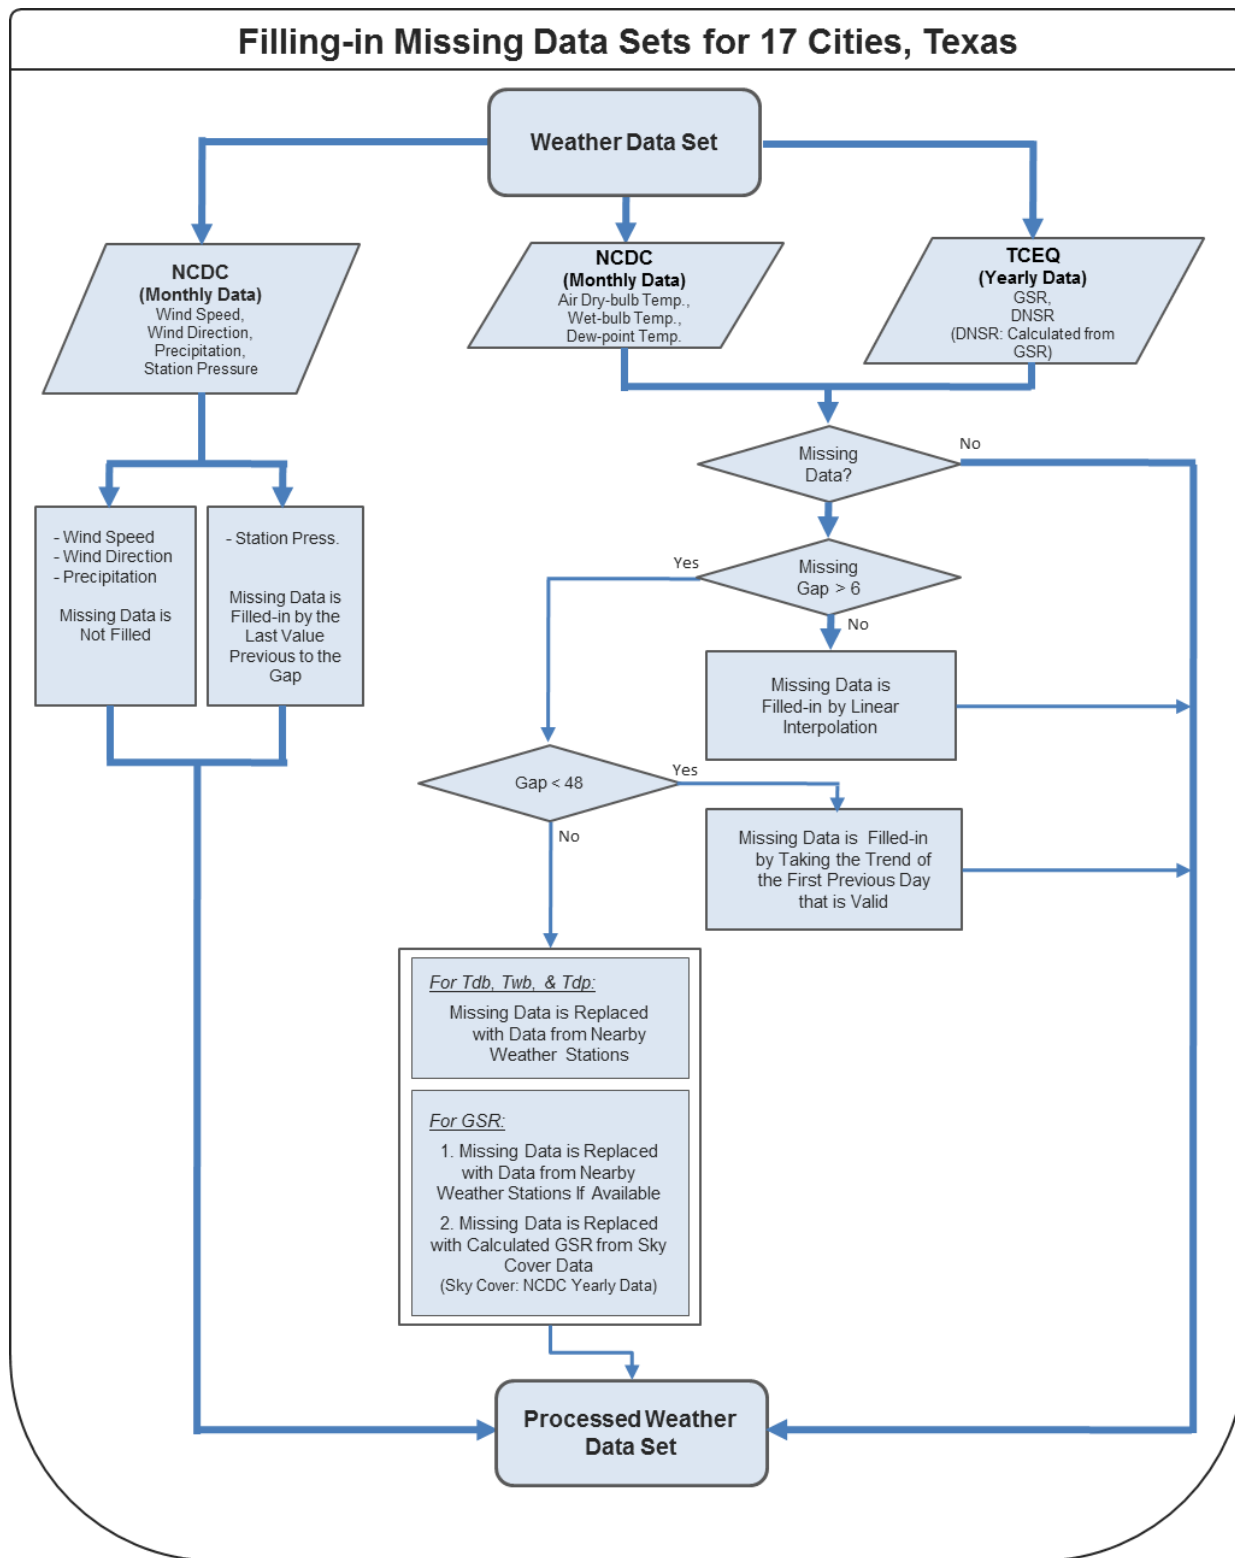 Filling-in Missing Data Sets for 17 Cities, Texas
Weather Data Set
NCDC
(Monthly Data)
Wind Speed,
Wind Direction,
Precipitation,
Station Pressure
NCDC
(Monthly Data)
Air Dry-bulb Temp.,
Wet-bulb Temp.,
Dew-point Temp.
TCEQ
(Yearly Data)
GSR,
DNSR
(DNSR: Calculated from
GSR)
Missing
Data?
No
- Wind Speed
- Wind Direction
- Precipitation
Missing Data is
Not Filled
- Station Press.
Missing Data is
Filled-in by the
Last Value
Previous to the
Gap
Missing
Gap > 6
Yes
No
Missing Data is
Filled-in by Linear
Interpolation
Gap < 48
Yes
No
Missing Data is Filled-in
by Taking the Trend of
the First Previous Day
that is Valid
For Tdb, Twb, & Tdp:
Missing Data is Replaced
with Data from Nearby
Weather Stations
For GSR:
1. Missing Data is Replaced
with Data from Nearby
Weather Stations If Available
2. Missing Data is Replaced
with Calculated GSR from Sky
Cover Data
(Sky Cover: NCDC Yearly Data)
Processed Weather
Data Set